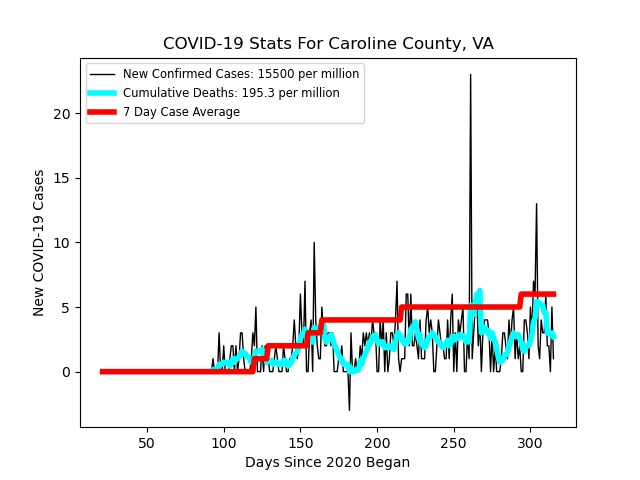 COVID-19 Stats For Caroline County, VA
New Confirmed Cases: 15500 per million
Cumulative Deaths: 195.3 per million
7 Day Case Average
New COVID-19 Cases
20
15
10
5
0
50 100 150 200 250 300
Days Since 2020 Began